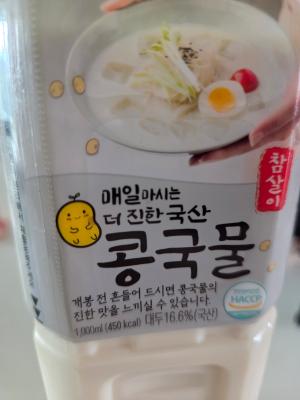 참살이
매일마시는
더 진한 국산
콩국물
개봉 전 흔들어 드시면 콩국물의
진한 맛을 느끼실 수 있습니다.
1,000ml (450 kcal) 대두16.6%(국산)
HACCP